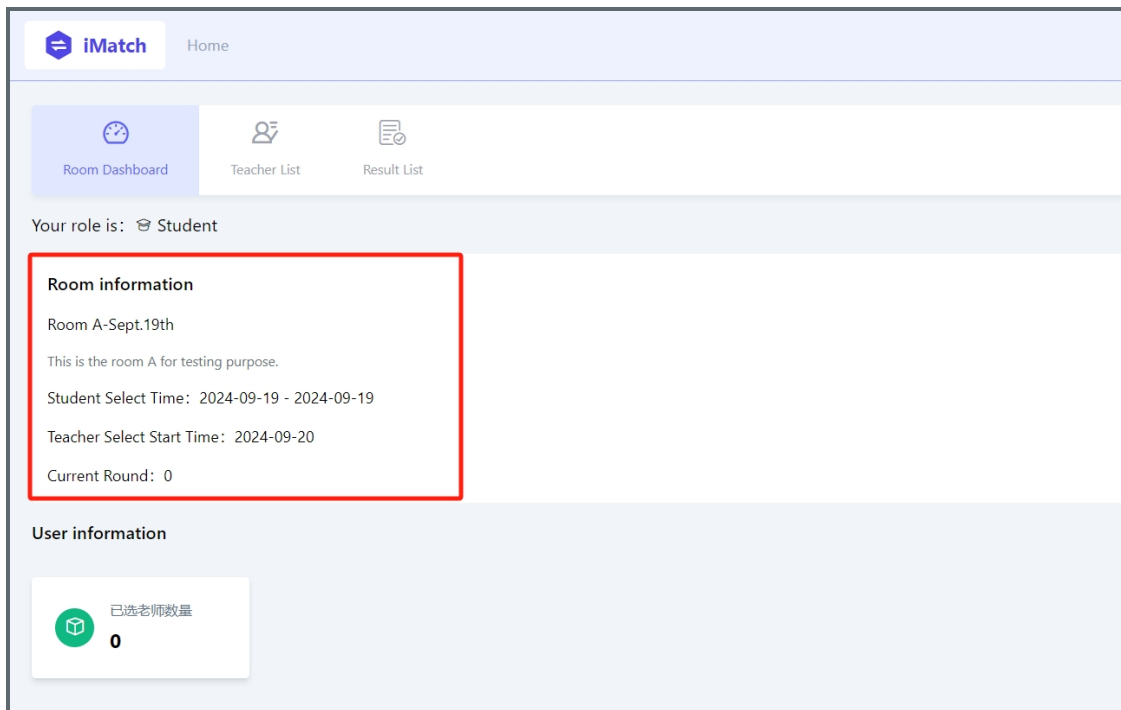 iMatch Home
Room Dashboard Teacher List Result List
Your role is： Student
Room information
Room A-Sept.19th
This is the room A for testing purpose.
Student Select Time：2024-09-19 - 2024-09-19
Teacher Select Start Time：2024-09-20
Current Round：0
User information
已选老师数量
0